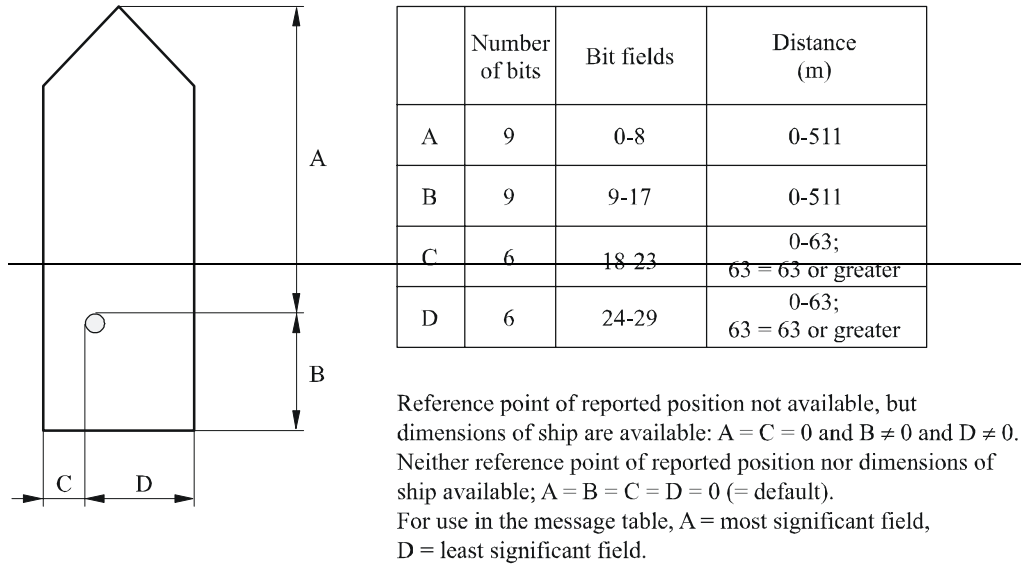 A
B
C D
Number of bits Bit fields Distance (m)
A 9 0-8 0-511
B 9 9-17 0-511
C 6 18-23 0-63; 63 = 63 or greater
D 6 24-29 0-63; 63 = 63 or greater
Reference point of reported position not available, but
dimensions of ship are available: A = C = 0 and B ≠ 0 and D ≠ 0.
Neither reference point of reported position nor dimensions of
ship available; A = B = C = D = 0 (= default).
For use in the message table, A = most significant field,
D = least significant field.